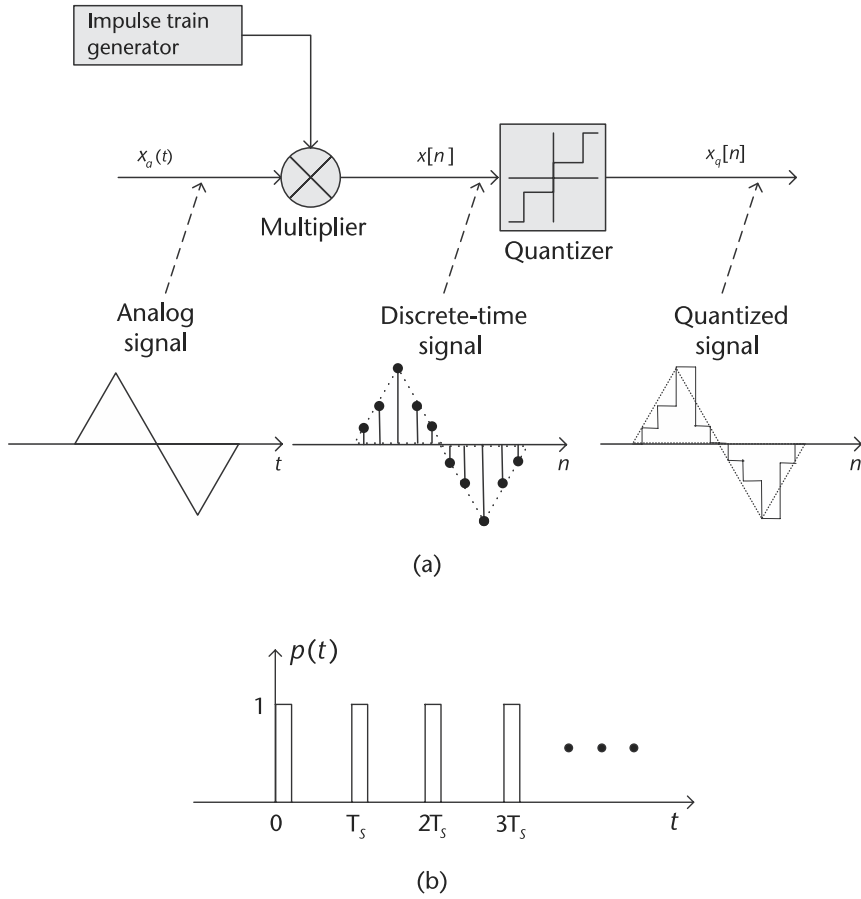 Impulse train
generator
x_a(t)
x[n]
x_q[n]
Multiplier
Quantizer
Analog
signal
Discrete-time
signal
Quantized
signal
t
n
n
(a)
p(t)
1
0 T_s 2T_s 3T_s t
(b)